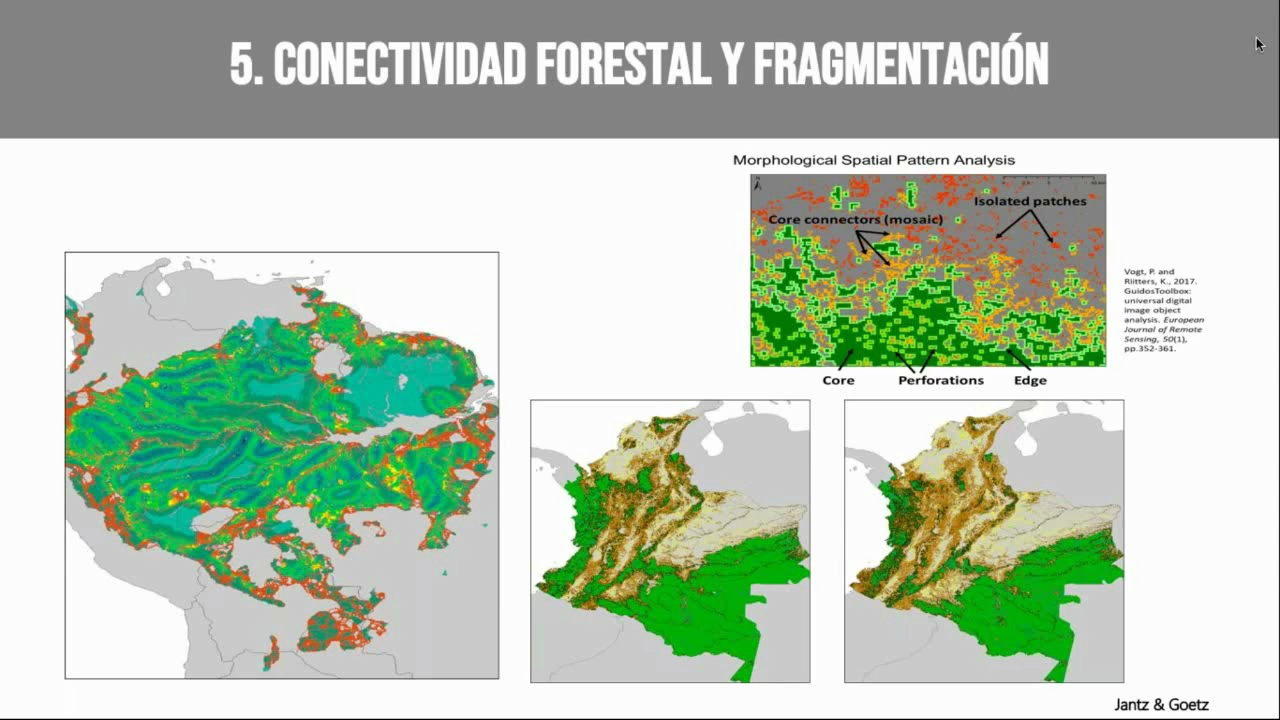 5. CONECTIVIDAD FORESTAL Y FRAGMENTACIÓN
Morphological Spatial Pattern Analysis
Isolated patches
Core connectors (mosaic)
Vogt, P. and
Riitters, K., 2017.
GuidosToolbox:
universal digital
image object
analysis. European
Journal of Remote
Sensing, 50(1),
pp.352-361.
Core
Perforations
Edge
Jantz & Goetz